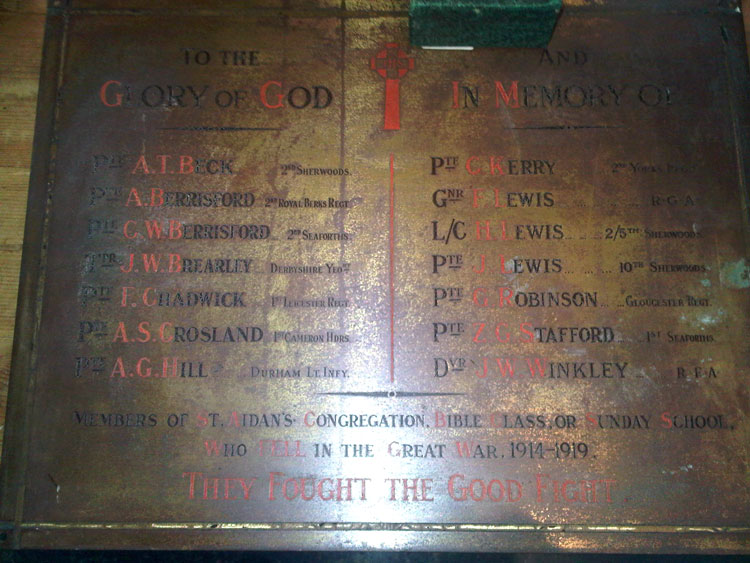 TO THE
GLORY OF GOD
AND
IN MEMORY OF
PTE A.T. BECK 2ND SHERWOODS.
PTE A. BERRISFORD 2ND ROYAL BERKS REGT.
PTE C.W. BERRISFORD 2ND SEAFORTHS.
TPR J.W. BREARLEY DERBYSHIRE YEOY
PTE F. CHADWICK 1ST LEICESTER REGT.
PTE A.S. CROSLAND 1ST CAMERON HDRS.
PTE A.G. HILL DURHAM LT. INFY.
PTE C. KERRY 2ND YORKS REGT.
GNR F. LEWIS R.G.A.
L/C H. LEWIS 2/5TH SHERWOODS.
PTE J. LEWIS 10TH SHERWOODS.
PTE G. ROBINSON GLOUCESTER REGT.
PTE Z.G. STAFFORD 1ST SEAFORTHS.
DVR J.W. WINKLEY R.F.A.
MEMBERS OF ST. AIDAN'S CONGREGATION, BIBLE CLASS, OR SUNDAY SCHOOL,
WHO FELL IN THE GREAT WAR. 1914-1919.
THEY FOUGHT THE GOOD FIGHT.